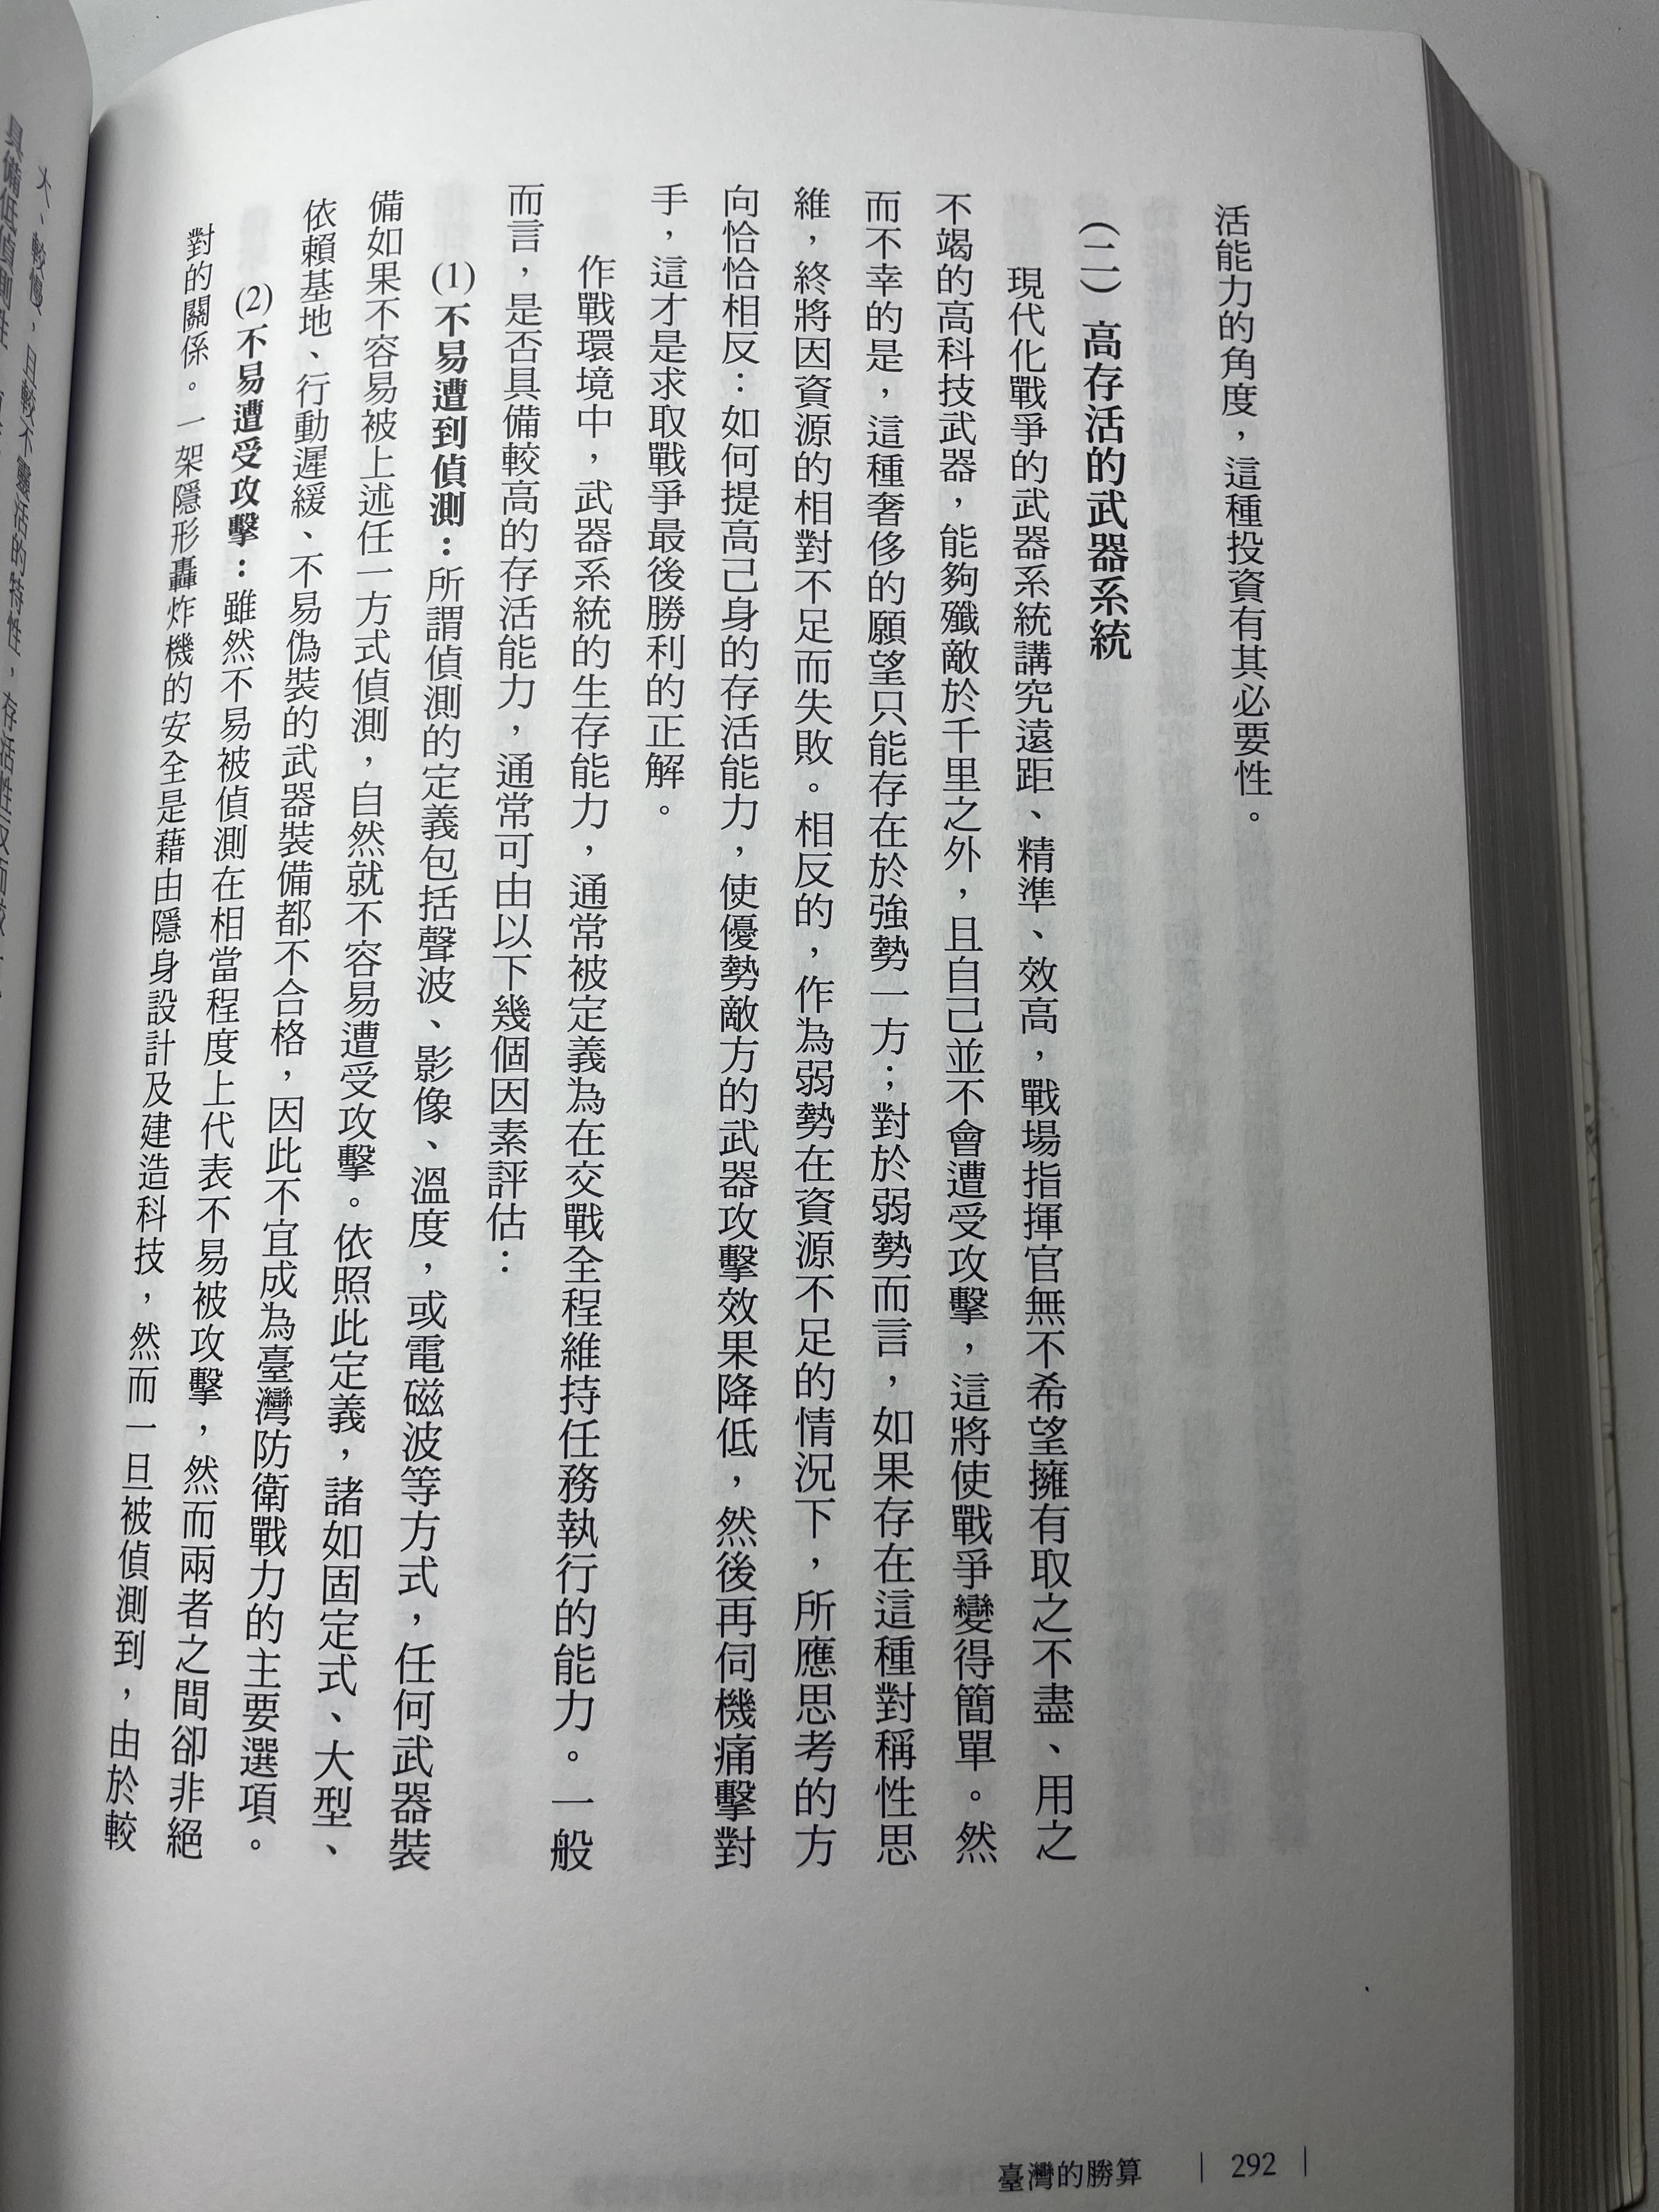 活能力的角度，這種投資有其必要性。
（二）高存活的武器系統
現代化戰爭的武器系統講究遠距、精準、效高，戰場指揮官無不希望擁有取之不盡、用之
不竭的高科技武器，能夠殲敵於千里之外，且自己並不會遭受攻擊，這將使戰爭變得簡單。然
而不幸的是，這種奢侈的願望只能存在於強勢一方；對於弱勢而言，如果存在這種對稱性思
維，終將因資源的相對不足而失敗。相反的，作為弱勢在資源不足的情況下，所應思考的方
向恰恰相反：如何提高己身的存活能力，使優勢敵方的武器攻擊效果降低，然後再伺機痛擊對
手，這才是求取戰爭最後勝利的正解。
作戰環境中，武器系統的生存能力，通常被定義為在交戰全程維持任務執行的能力。一般
而言，是否具備較高的存活能力，通常可由以下幾個因素評估：
(1) 不易遭到偵測：所謂偵測的定義包括聲波、影像、溫度，或電磁波等方式，任何武器裝
備如果不容易被上述任一方式偵測，自然就不容易遭受攻擊。依照此定義，諸如固定式、大型、
依賴基地、行動遲緩、不易偽裝的武器裝備都不合格，因此不宜成為臺灣防衛戰力的主要選項。
(2) 不易遭受攻擊：雖然不易被偵測在相當程度上代表不易被攻擊，然而兩者之間卻非絕
對的關係。一架隱形轟炸機的安全是藉由隱身設計及建造科技，然而一旦被偵測到，由於較
大、較慢，且較不靈活的特性，存活性反而較
具備低偵測性
臺灣的勝算 | 292 |